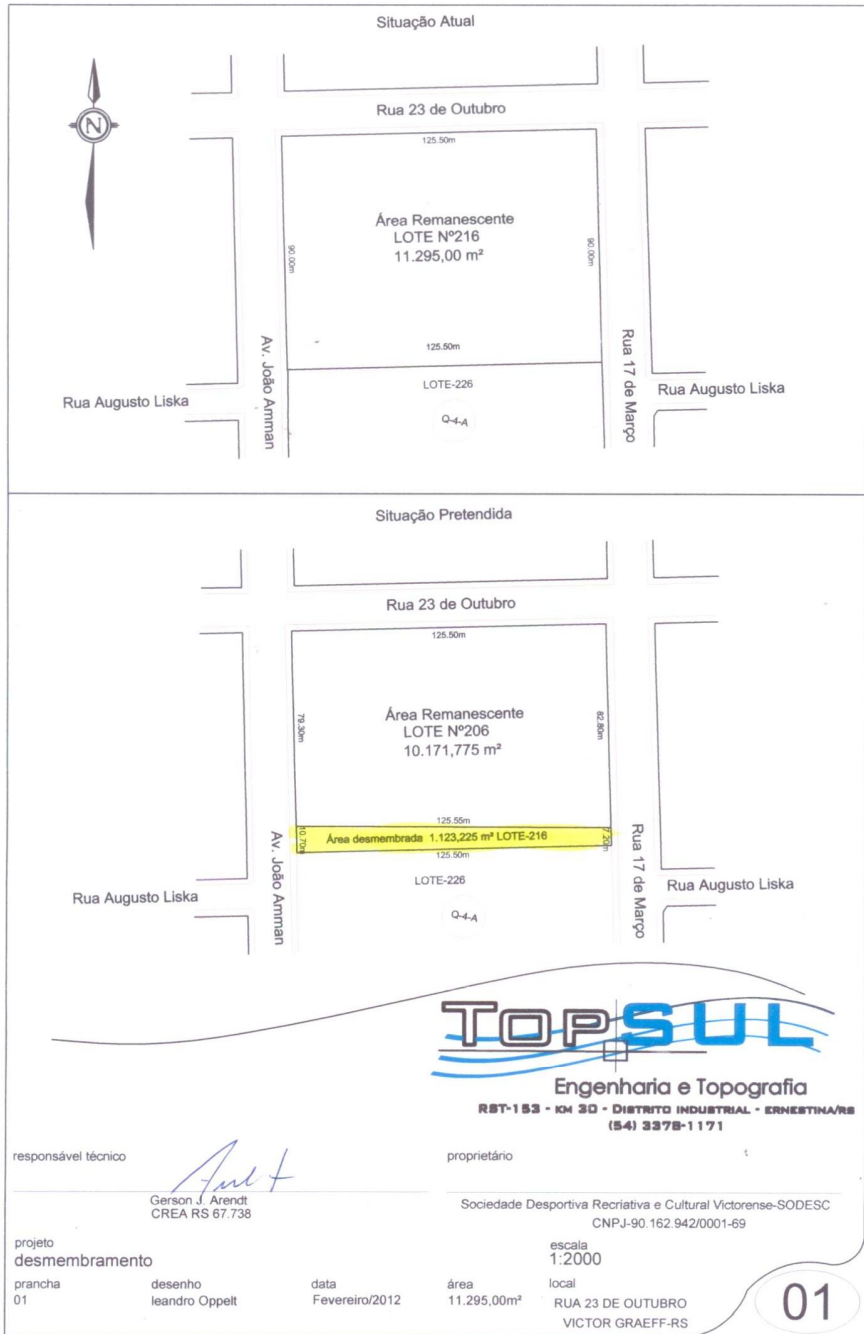 Situação Atual
N
Rua 23 de Outubro
125.50m
Área Remanescente
LOTE Nº216
11.295,00 m²
90.00m
90.00m
125.50m
Av. João Amman
Rua 17 de Março
LOTE-226
Q-4-A
Rua Augusto Liska
Rua Augusto Liska
Situação Pretendida
Rua 23 de Outubro
125.50m
Área Remanescente
LOTE Nº206
10.171,775 m²
79.30m
82.80m
125.55m
10.70m
Área desmembrada 1.123,225 m² LOTE-216
7.20m
125.50m
Av. João Amman
Rua 17 de Março
LOTE-226
Q-4-A
Rua Augusto Liska
Rua Augusto Liska
TOPSUL
Engenharia e Topografia
RST-153 - KM 30 - DISTRITO INDUSTRIAL - ERNESTINA/RS
(54) 3378-1171
responsável técnico
Gerson J. Arendt
CREA RS 67.738
proprietário
Sociedade Desportiva Recriativa e Cultural Victorense-SODESC
CNPJ-90.162.942/0001-69
projeto
desmembramento
escala
1:2000
prancha
01
desenho
leandro Oppelt
data
Fevereiro/2012
área
11.295,00m²
local
RUA 23 DE OUTUBRO
VICTOR GRAEFF-RS
01